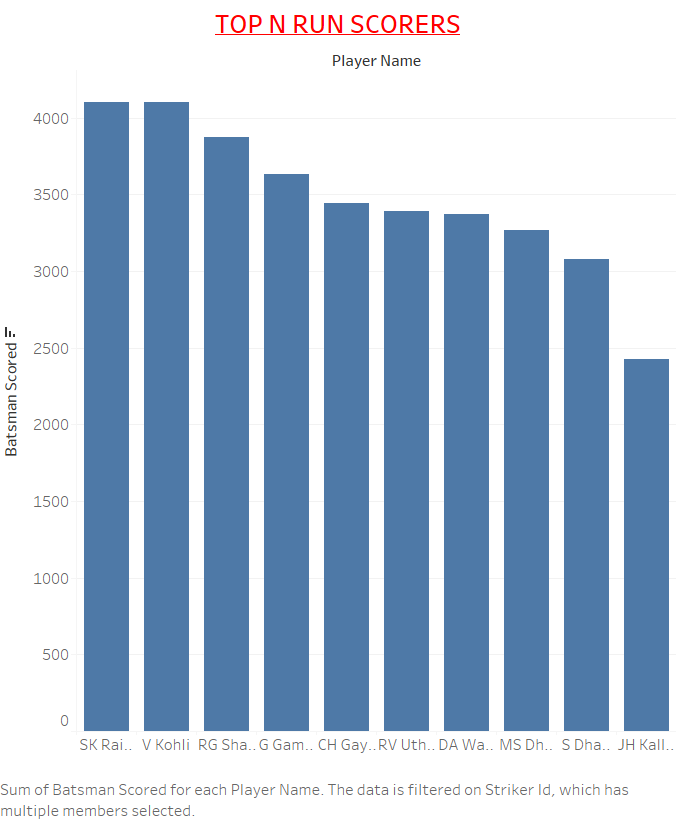 TOP N RUN SCORERS
Player Name
Batsman Scored
4000
3500
3000
2500
2000
1500
1000
500
0
SK Rai.. V Kohli RG Sha.. G Gam.. CH Gay.. RV Uth.. DA Wa.. MS Dh.. S Dha.. JH Kall..
Sum of Batsman Scored for each Player Name. The data is filtered on Striker Id, which has
multiple members selected.